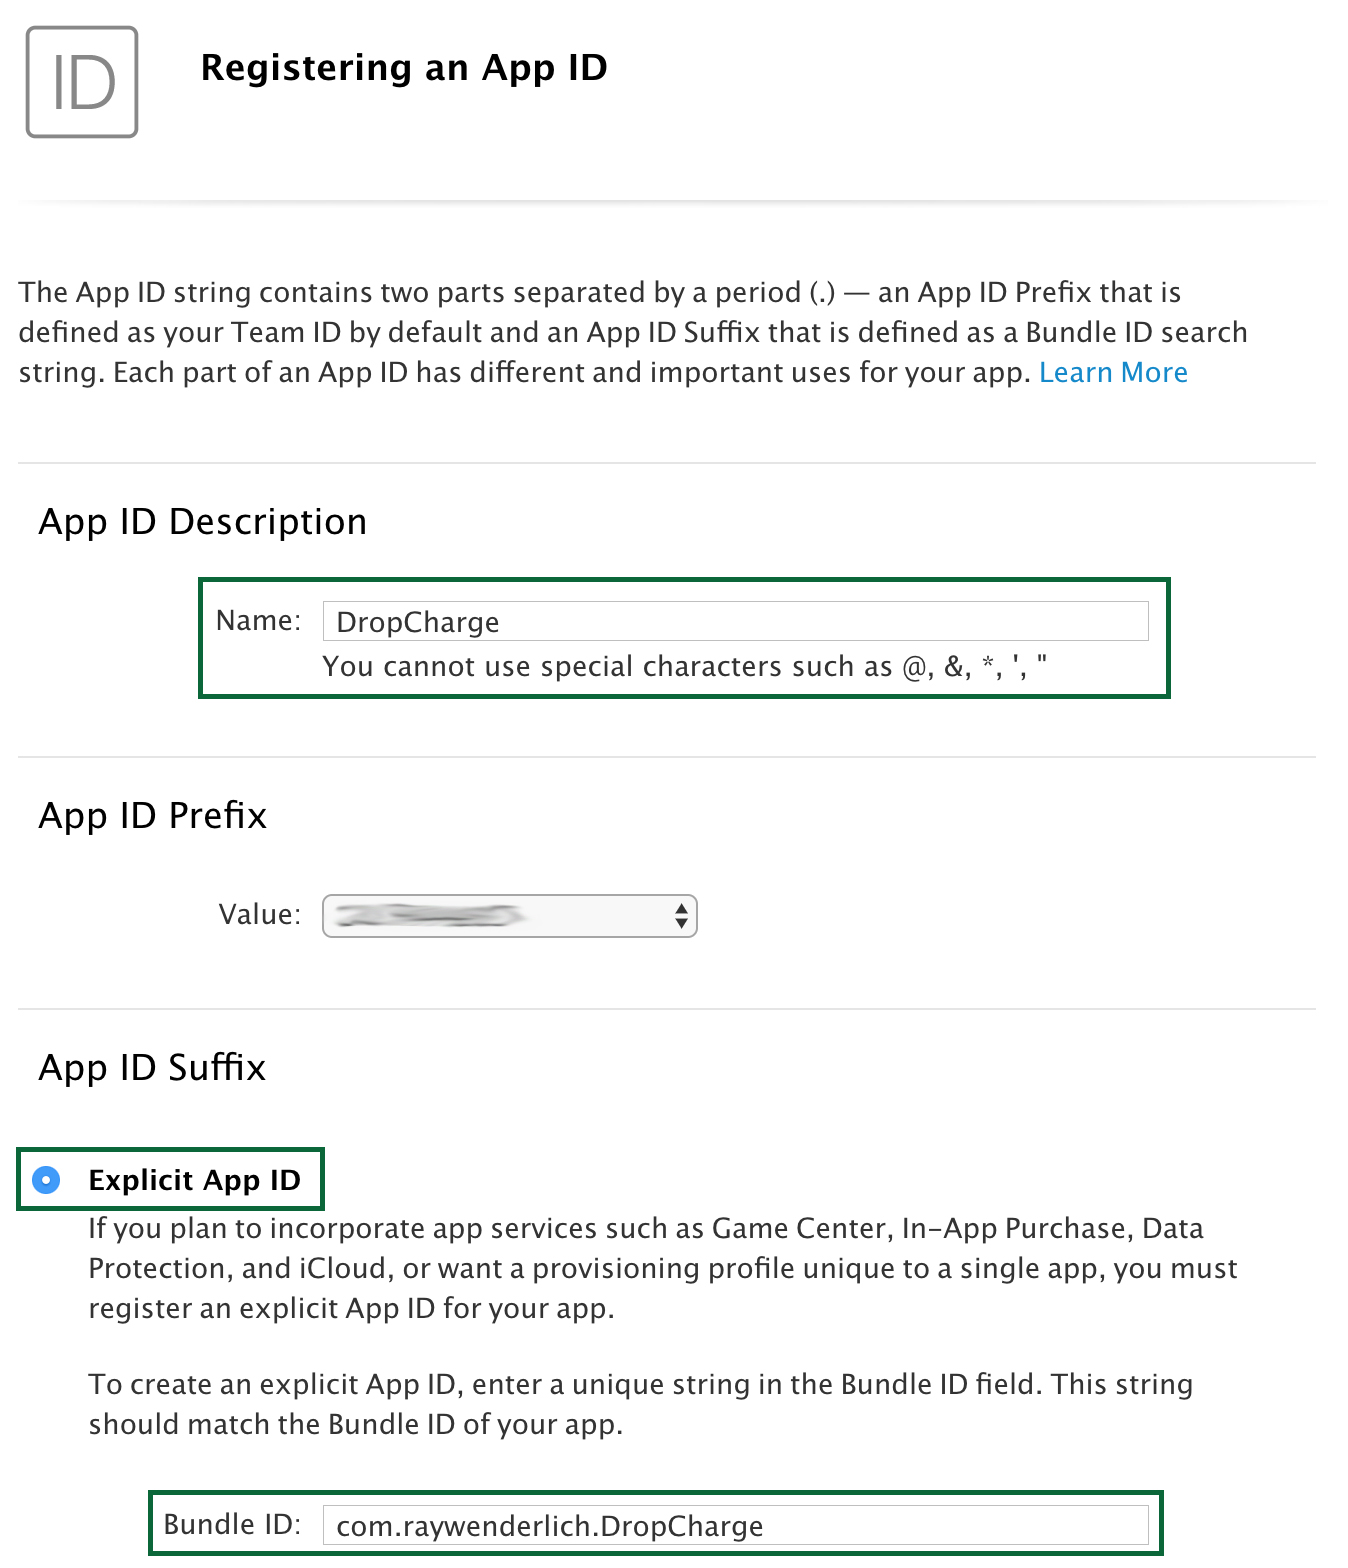 ID
Registering an App ID
The App ID string contains two parts separated by a period (.) — an App ID Prefix that is
defined as your Team ID by default and an App ID Suffix that is defined as a Bundle ID search
string. Each part of an App ID has different and important uses for your app. Learn More
App ID Description
Name: DropCharge
You cannot use special characters such as @, &, *, ', "
App ID Prefix
Value:
App ID Suffix
Explicit App ID
If you plan to incorporate app services such as Game Center, In-App Purchase, Data
Protection, and iCloud, or want a provisioning profile unique to a single app, you must
register an explicit App ID for your app.
To create an explicit App ID, enter a unique string in the Bundle ID field. This string
should match the Bundle ID of your app.
Bundle ID: com.raywenderlich.DropCharge